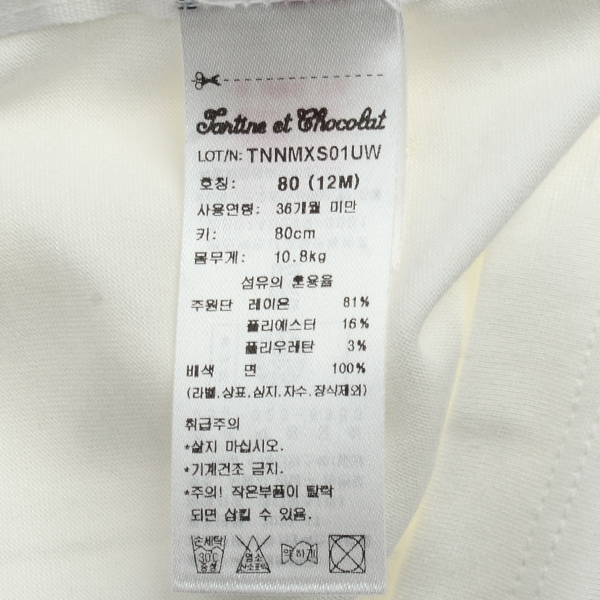 Tartine et Chocolat
LOT/N: TNNMXS01UW
호칭: 80 (12M)
사용연령: 36개월 미만
키: 80cm
몸무게: 10.8kg
섬유의 혼용율
주원단 레이온 81%
폴리에스터 16%
폴리우레탄 3%
배색 면 100%
(라벨,상표,심지,자수,장식제외)
취급주의
*삶지 마십시오.
*기계건조 금지.
*주의! 작은부품이 탈락
되면 삼킬 수 있음.
손세탁 염소 약하게
30℃ 산소표백
중성